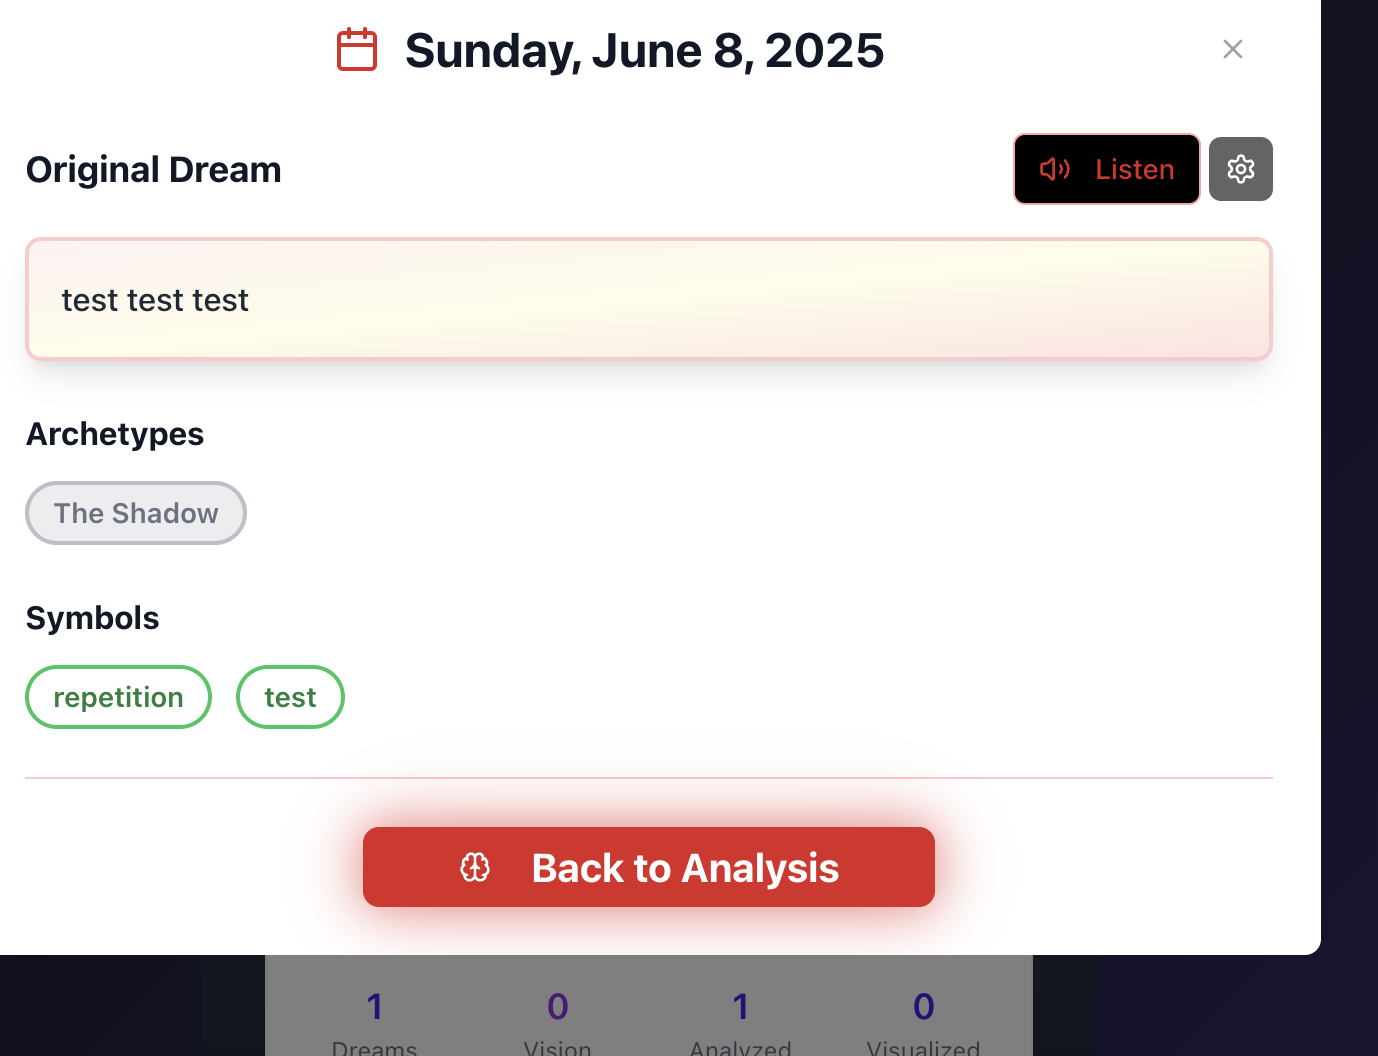 Sunday, June 8, 2025
Original Dream
Listen
test test test
Archetypes
The Shadow
Symbols
repetition
test
Back to Analysis
1 0 1 0
Dreams Vision Analyzed Visualized